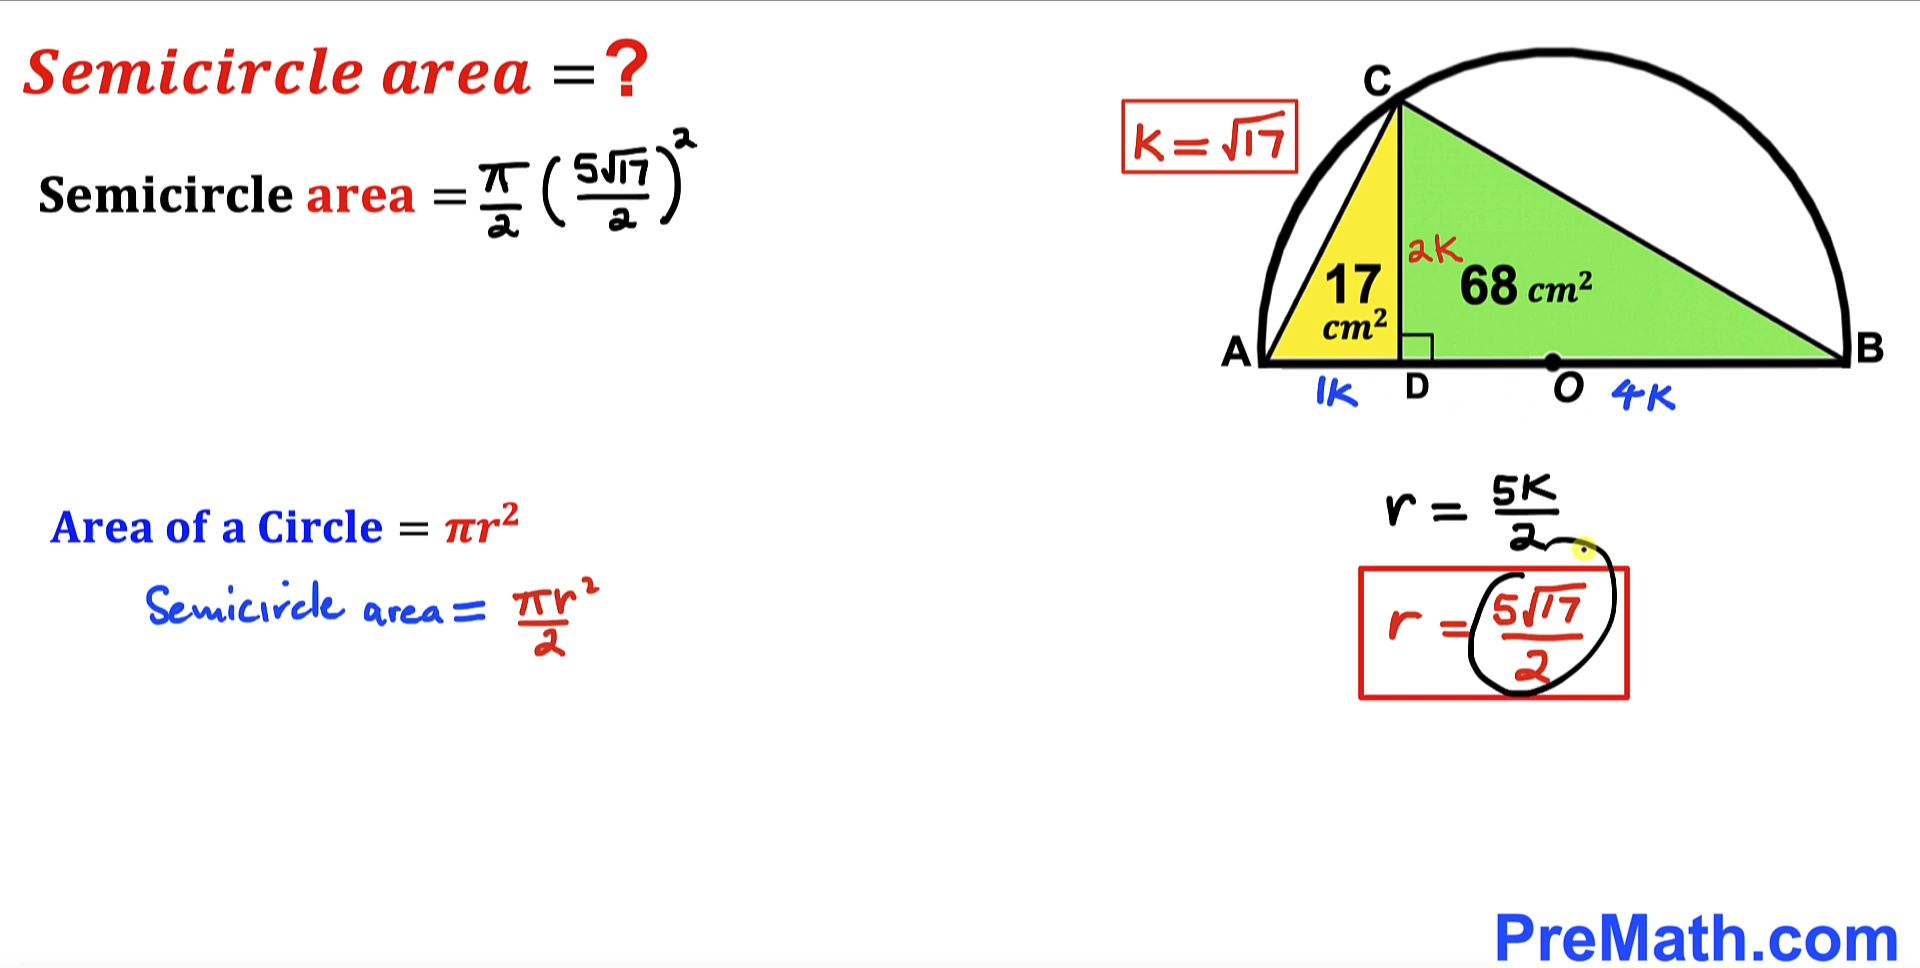 Semicircle area = ?
Semicircle area = π/2 (5√17/2)²
Area of a Circle = πr²
Semicircle area = πr²/2
C
K = √17
2K
17 cm²
68 cm²
A
B
1K
D
O
4K
r = 5K/2
r = 5√17/2
PreMath.com